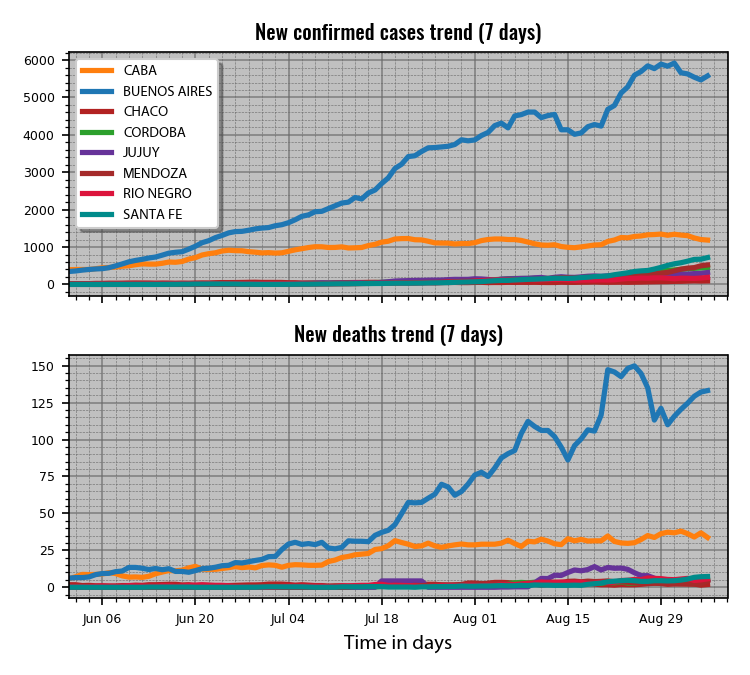 New confirmed cases trend (7 days)
6000
5000
4000
3000
2000
1000
0
CABA
BUENOS AIRES
CHACO
CORDOBA
JUJUY
MENDOZA
RIO NEGRO
SANTA FE
New deaths trend (7 days)
150
125
100
75
50
25
0
Jun 06 Jun 20 Jul 04 Jul 18 Aug 01 Aug 15 Aug 29
Time in days